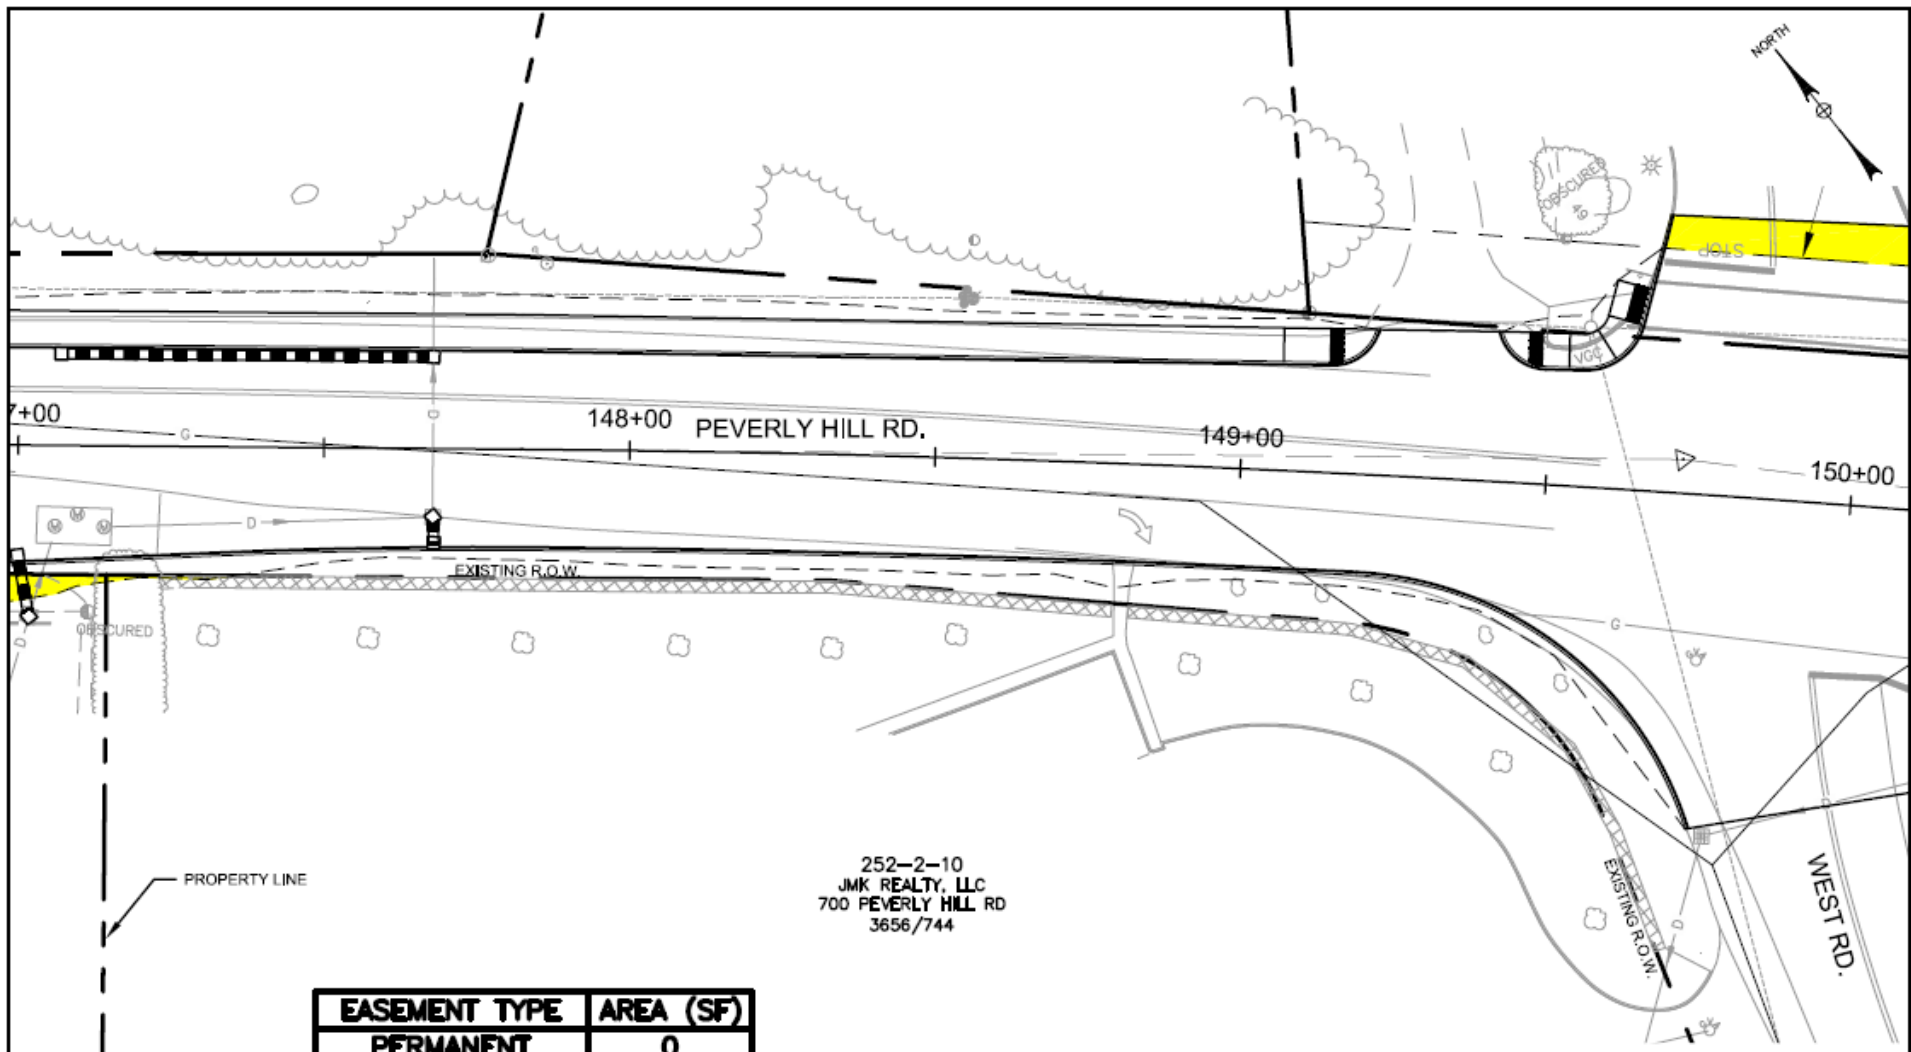 NORTH
OBSCURED
49
STOP
VGC
7+00
148+00
PEVERLY HILL RD.
149+00
150+00
G
D
D
EXISTING R.O.W.
OBSCURED
D
G
PROPERTY LINE
252-2-10
JMK REALTY, LLC
700 PEVERLY HILL RD
3656/744
D
EXISTING R.O.W.
D
WEST RD.
EASEMENT TYPE AREA (SF)
PERMANENT 0